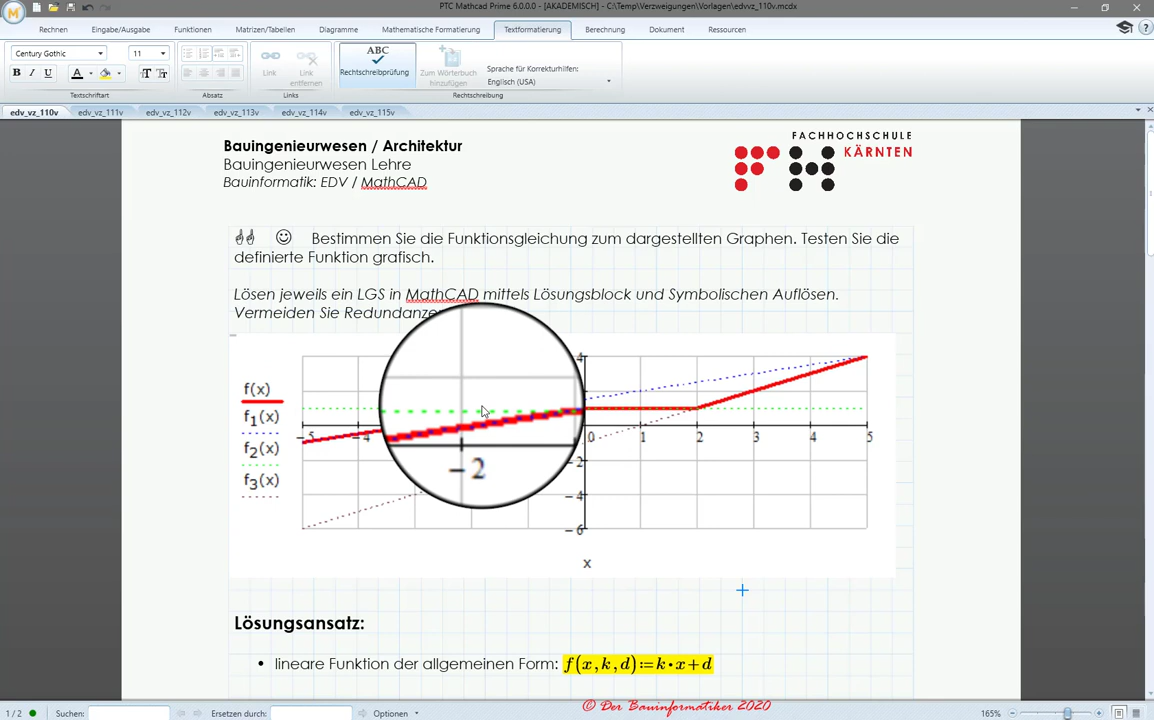 PTC Mathcad Prime 6.0.0.0 - [AKADEMISCH] - C:\Temp\Verzweigungen\Vorlagen\edvvz_110v.mcdx
Rechnen Eingabe/Ausgabe Funktionen Matrizen/Tabellen Diagramme Mathematische Formatierung Textformatierung Berechnung Dokument Ressourcen
Century Gothic 11
B I U A
Textschriftart
Absatz
Link
Link entfernen
Links
ABC
Rechtschreibprüfung
Zum Wörterbuch hinzufügen
Sprache für Korrekturhilfen:
Englisch (USA)
Rechtschreibung
edv_vz_110v edv_vz_111v edv_vz_112v edv_vz_113v edv_vz_114v edv_vz_115v
Bauingenieurwesen / Architektur
Bauingenieurwesen Lehre
Bauinformatik: EDV / MathCAD
FACHHOCHSCHULE
KÄRNTEN
Bestimmen Sie die Funktionsgleichung zum dargestellten Graphen. Testen Sie die
definierte Funktion grafisch.
Lösen jeweils ein LGS in MathCAD mittels Lösungsblock und Symbolischen Auflösen.
Vermeiden Sie
f(x)
f₁(x)
f₂(x)
f₃(x)
4
-5 -4 -2 0 2 3 4 5
-2
-4
-6
x
Lösungsansatz:
• lineare Funktion der allgemeinen Form: f(x,k,d):=k·x+d
© Der Bauinformatiker 2020
1 / 2 Suchen: Ersetzen durch: Optionen 165%